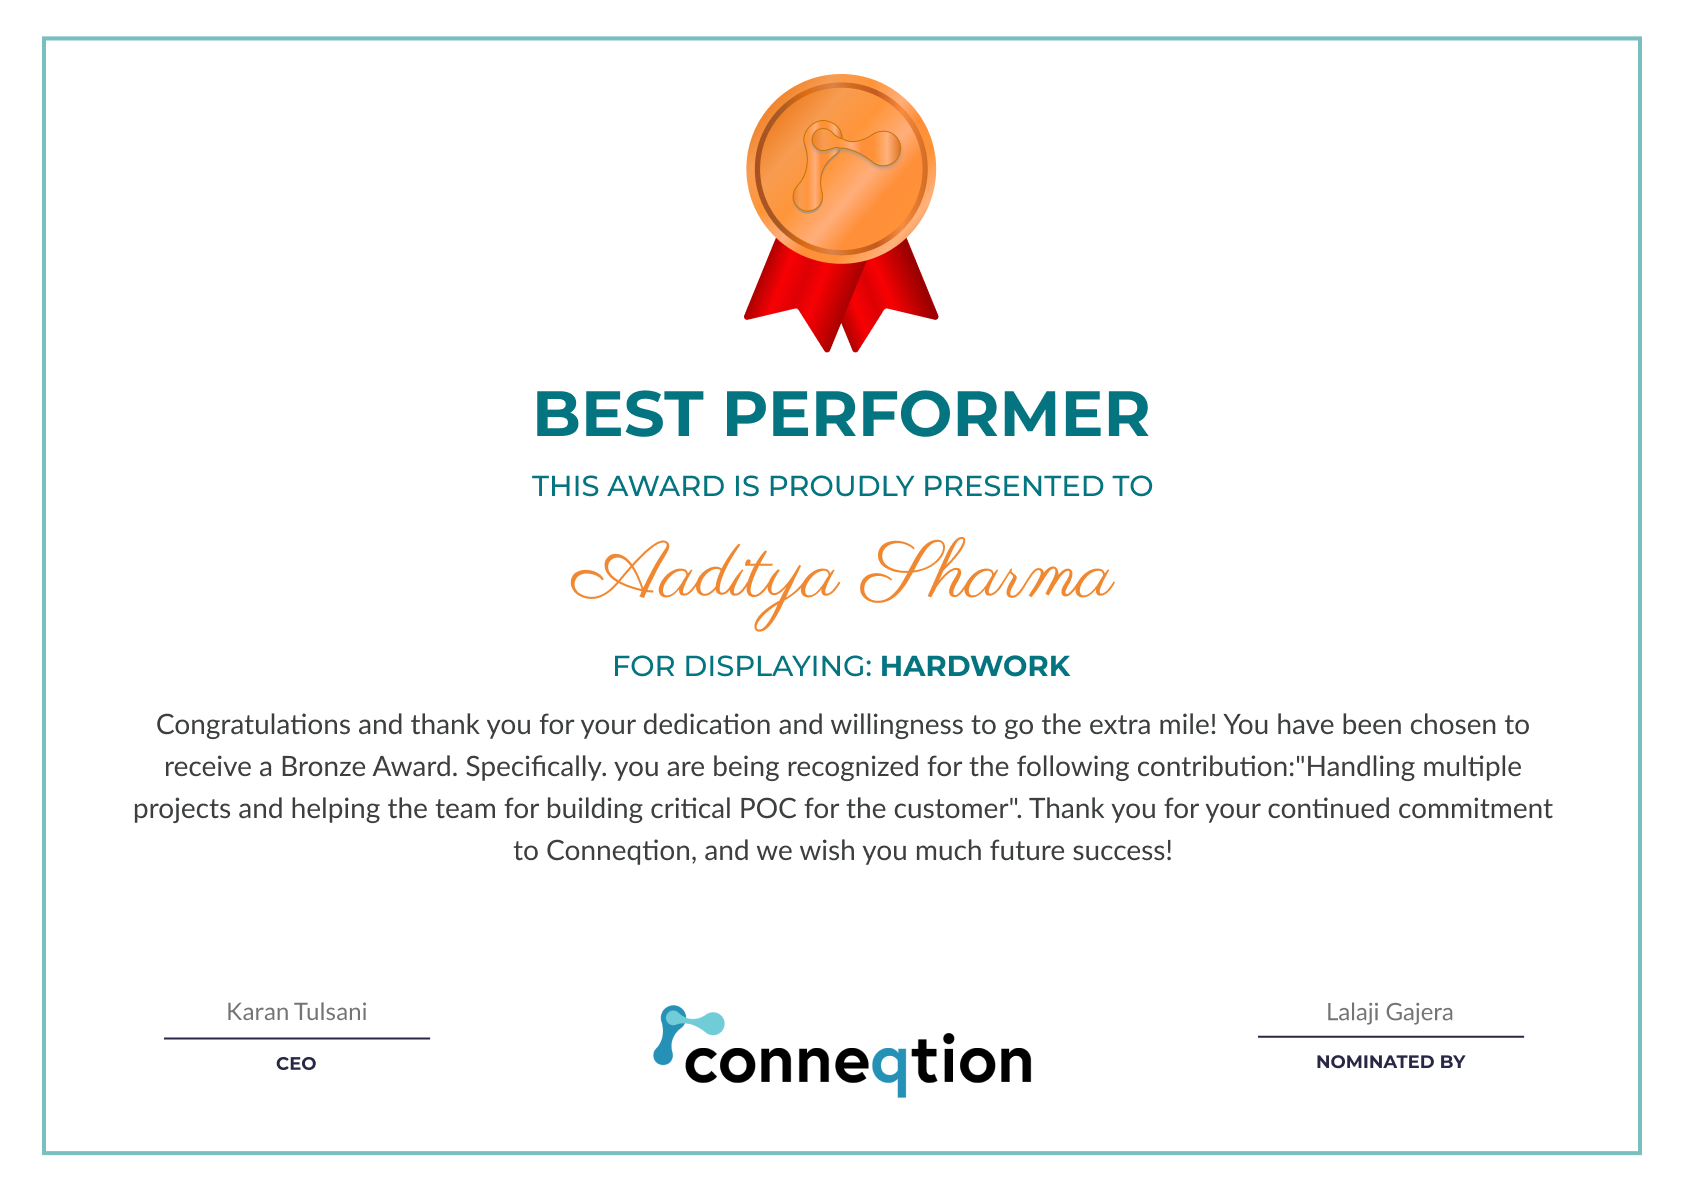 BEST PERFORMER
THIS AWARD IS PROUDLY PRESENTED TO
Aaditya Sharma
FOR DISPLAYING: HARDWORK
Congratulations and thank you for your dedication and willingness to go the extra mile! You have been chosen to
receive a Bronze Award. Specifically. you are being recognized for the following contribution:"Handling multiple
projects and helping the team for building critical POC for the customer". Thank you for your continued commitment
to Conneqtion, and we wish you much future success!
Karan Tulsani
CEO
conneqtion
Lalaji Gajera
NOMINATED BY